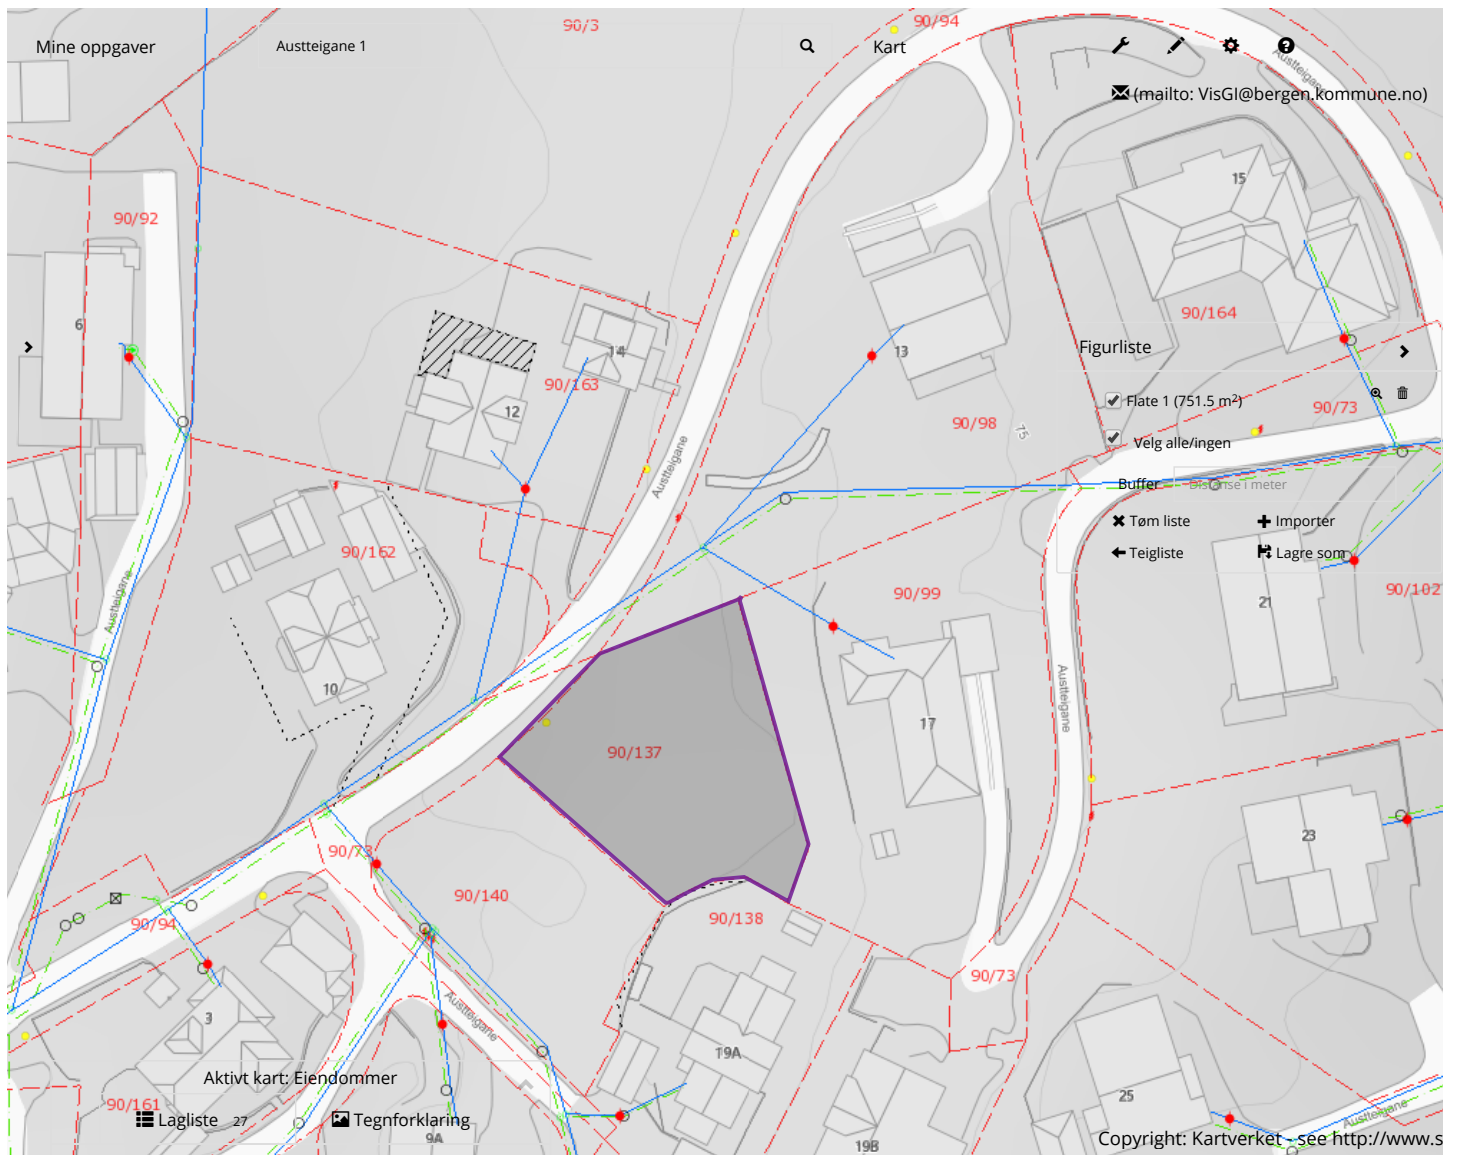 90/3
90/94
Mine oppgaver
Austteigane 1
Kart
Austteigane
(mailto: VisGI@bergen.kommune.no)
15
90/92
90/164
6
14
13
Figurliste
90/163
12
Flate 1 (751.5 m²)
90/73
90/98
75
Velg alle/ingen
Austteigane
Buffer
Distanse i meter
Tøm liste
Importer
90/162
Teigliste
Lagre som
Austteigane
90/99
21
90/102
10
Austteigane
17
90/137
23
90/73
90/140
90/94
90/138
90/73
3
Austteigane
19A
Aktivt kart: Eiendommer
90/161
Lagliste
27
Tegnforklaring
25
Austteigane
9A
19B
Copyright: Kartverket - see http://www.s